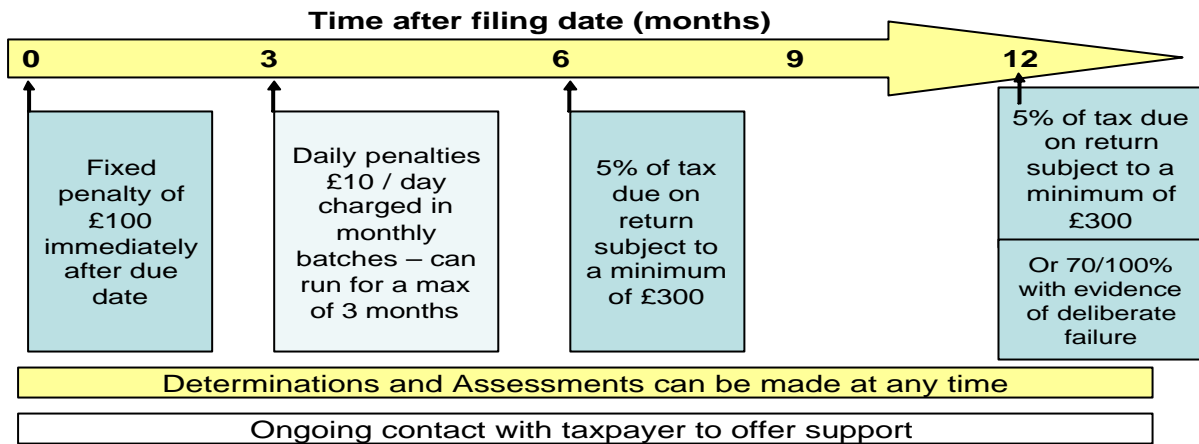 Time after filing date (months)
0 3 6 9 12
Fixed
penalty of
£100
immediately
after due
date
Daily penalties
£10 / day
charged in
monthly
batches – can
run for a max
of 3 months
5% of tax
due on
return
subject to
a minimum
of £300
5% of tax due
on return
subject to a
minimum of
£300
Or 70/100%
with evidence
of deliberate
failure
Determinations and Assessments can be made at any time
Ongoing contact with taxpayer to offer support